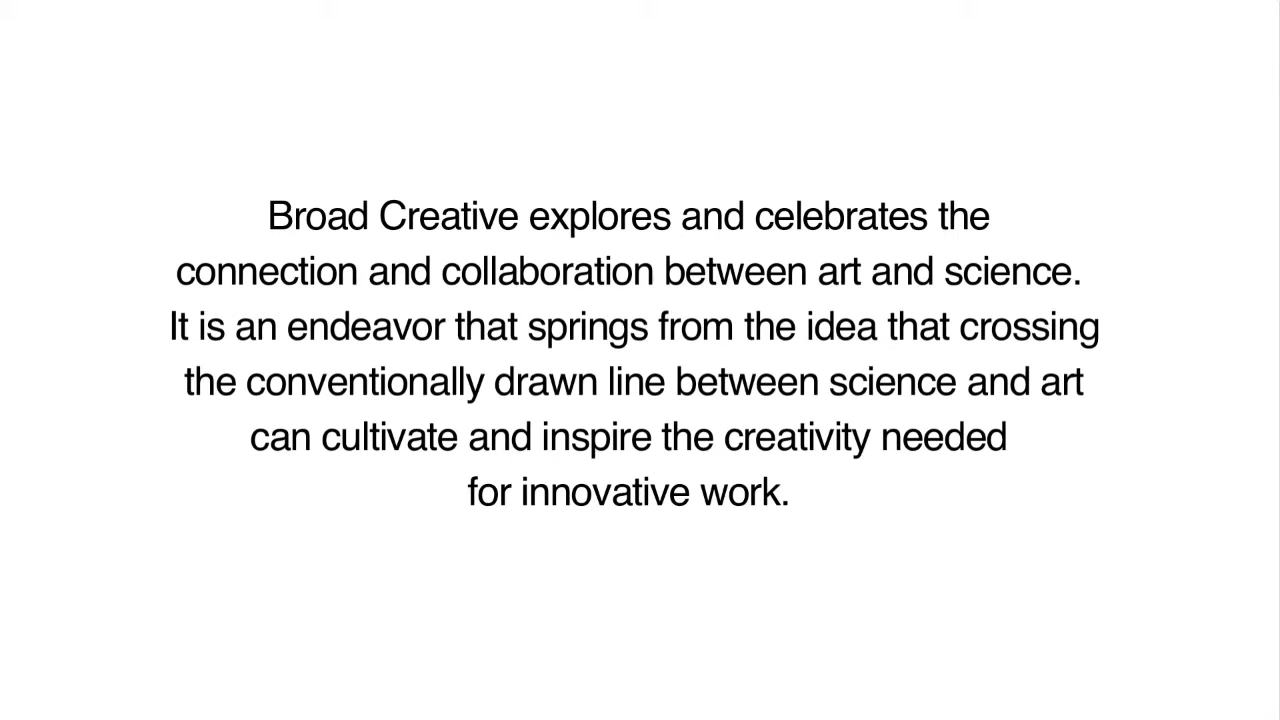 Broad Creative explores and celebrates the
connection and collaboration between art and science.
It is an endeavor that springs from the idea that crossing
the conventionally drawn line between science and art
can cultivate and inspire the creativity needed
for innovative work.